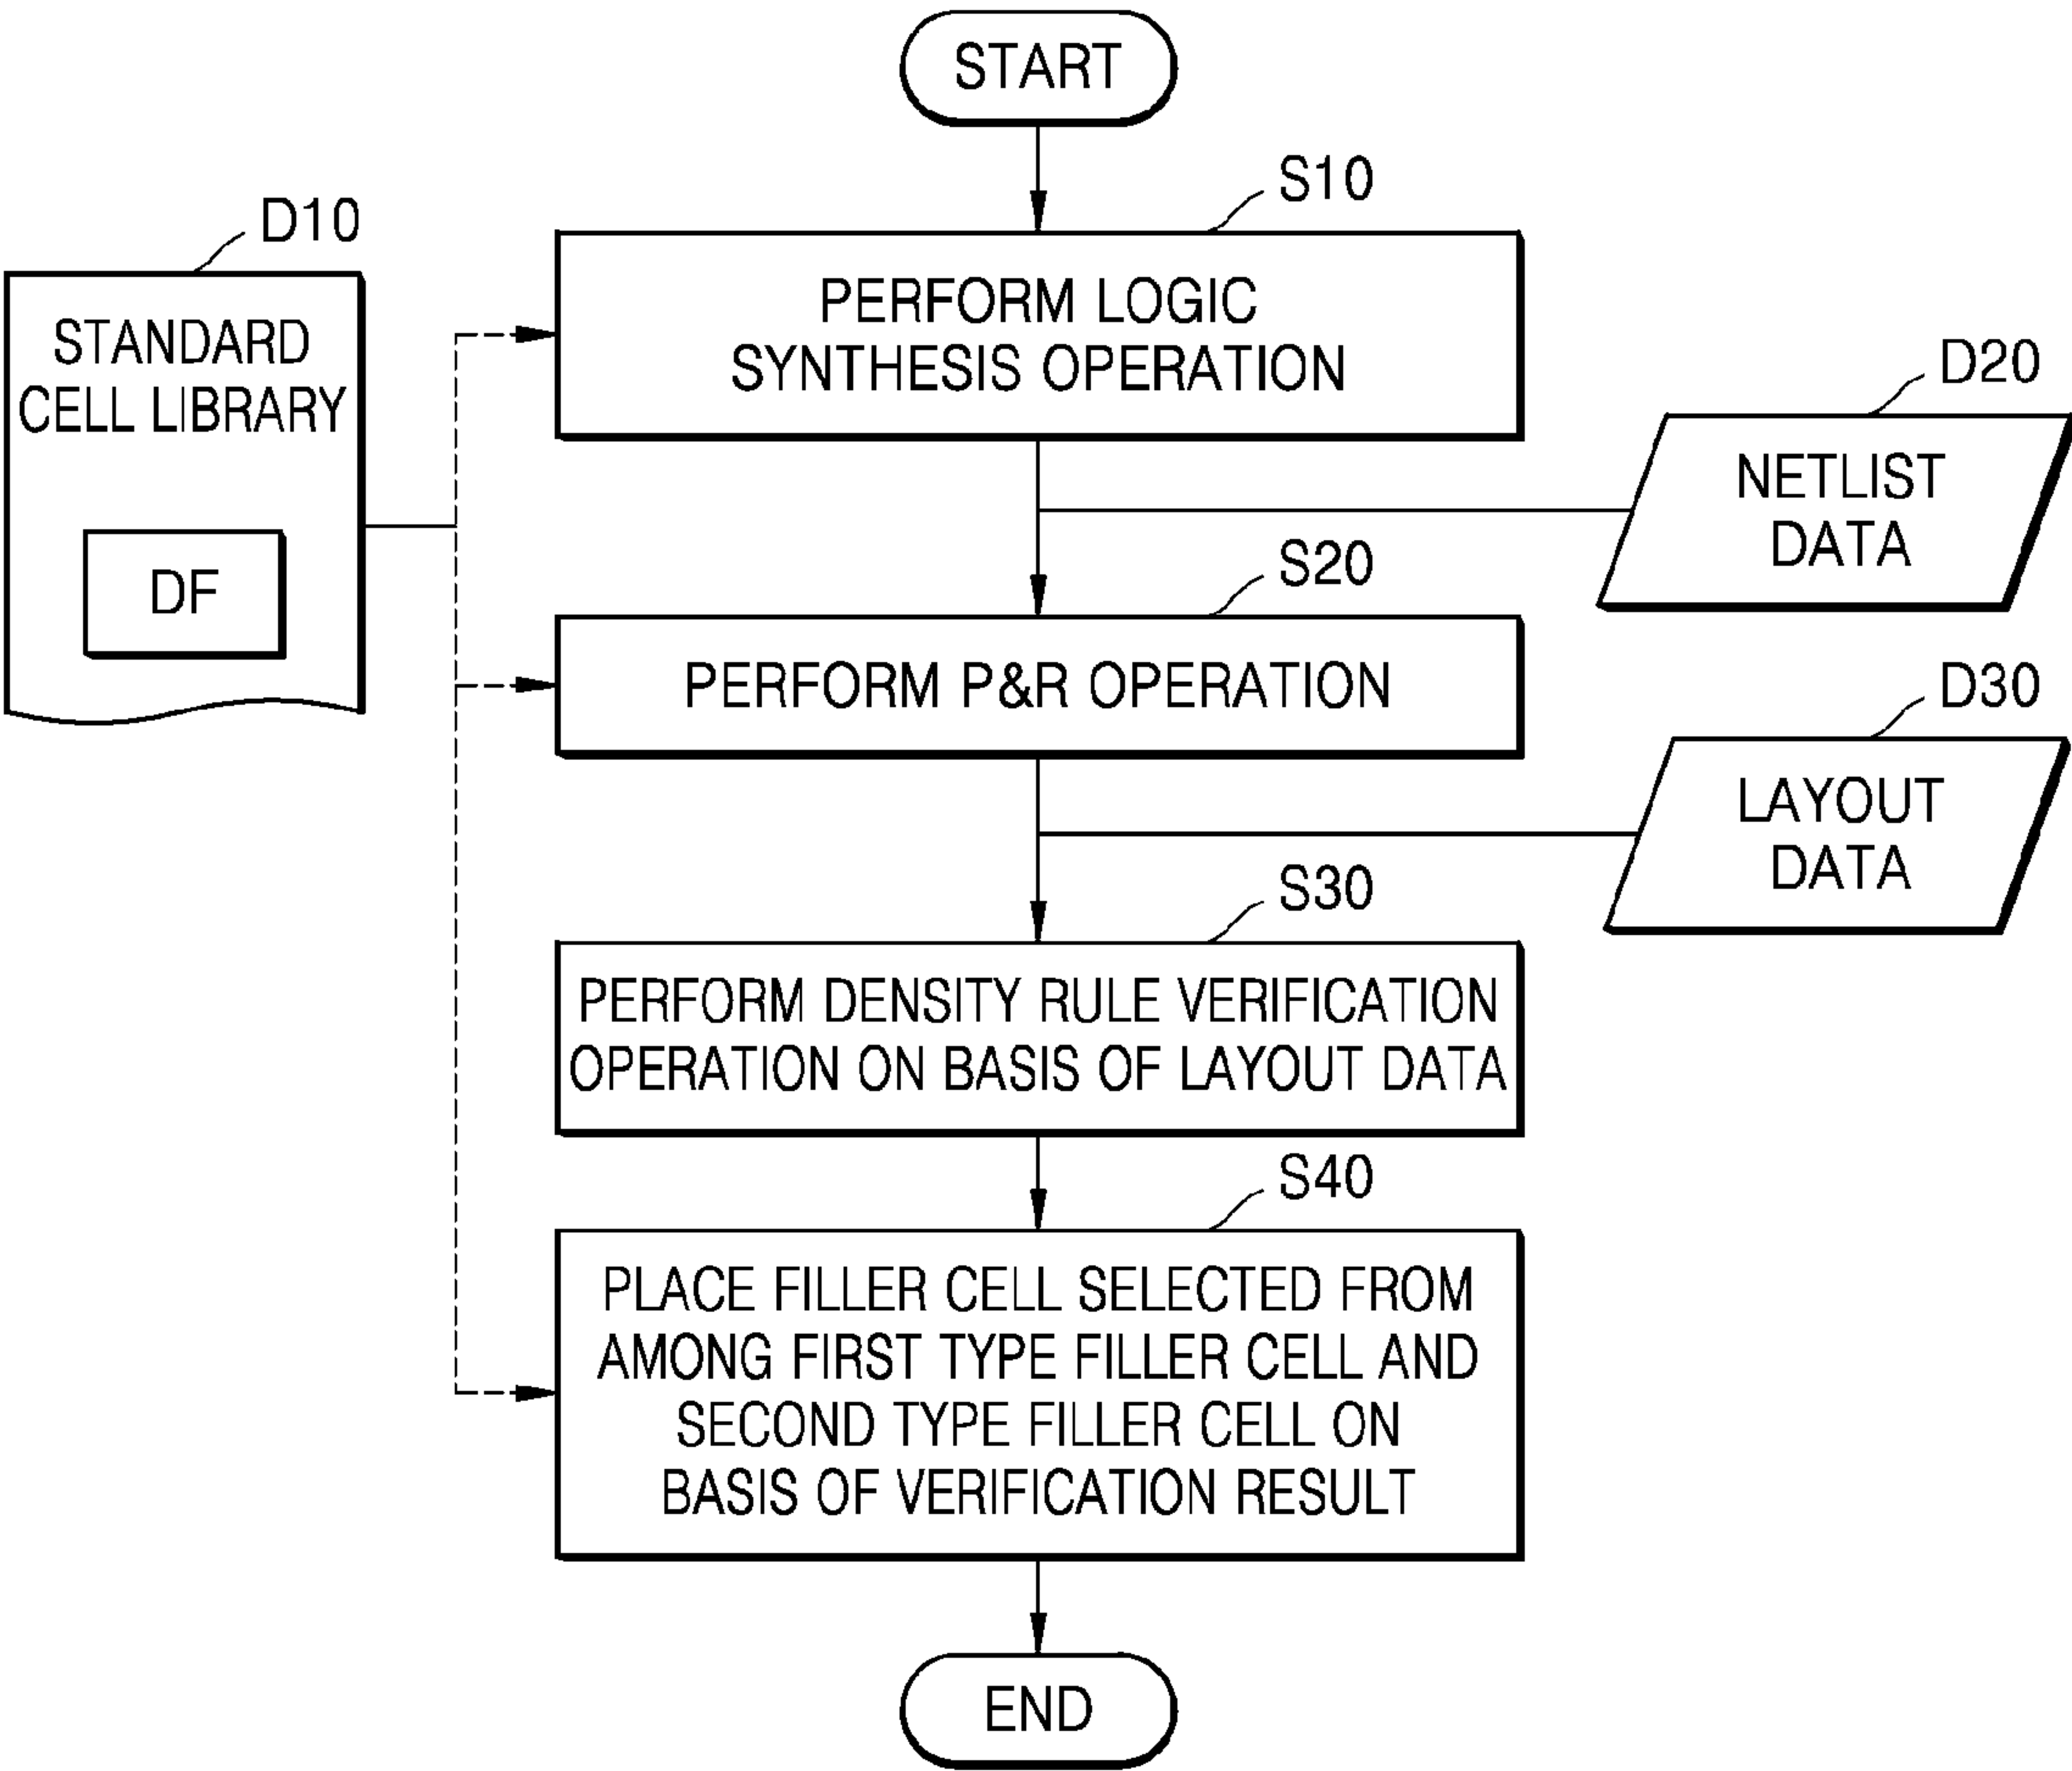 START
S10
D10
PERFORM LOGIC
SYNTHESIS OPERATION
STANDARD
CELL LIBRARY
DF
D20
NETLIST
DATA
S20
PERFORM P&R OPERATION
D30
LAYOUT
DATA
S30
PERFORM DENSITY RULE VERIFICATION
OPERATION ON BASIS OF LAYOUT DATA
S40
PLACE FILLER CELL SELECTED FROM
AMONG FIRST TYPE FILLER CELL AND
SECOND TYPE FILLER CELL ON
BASIS OF VERIFICATION RESULT
END